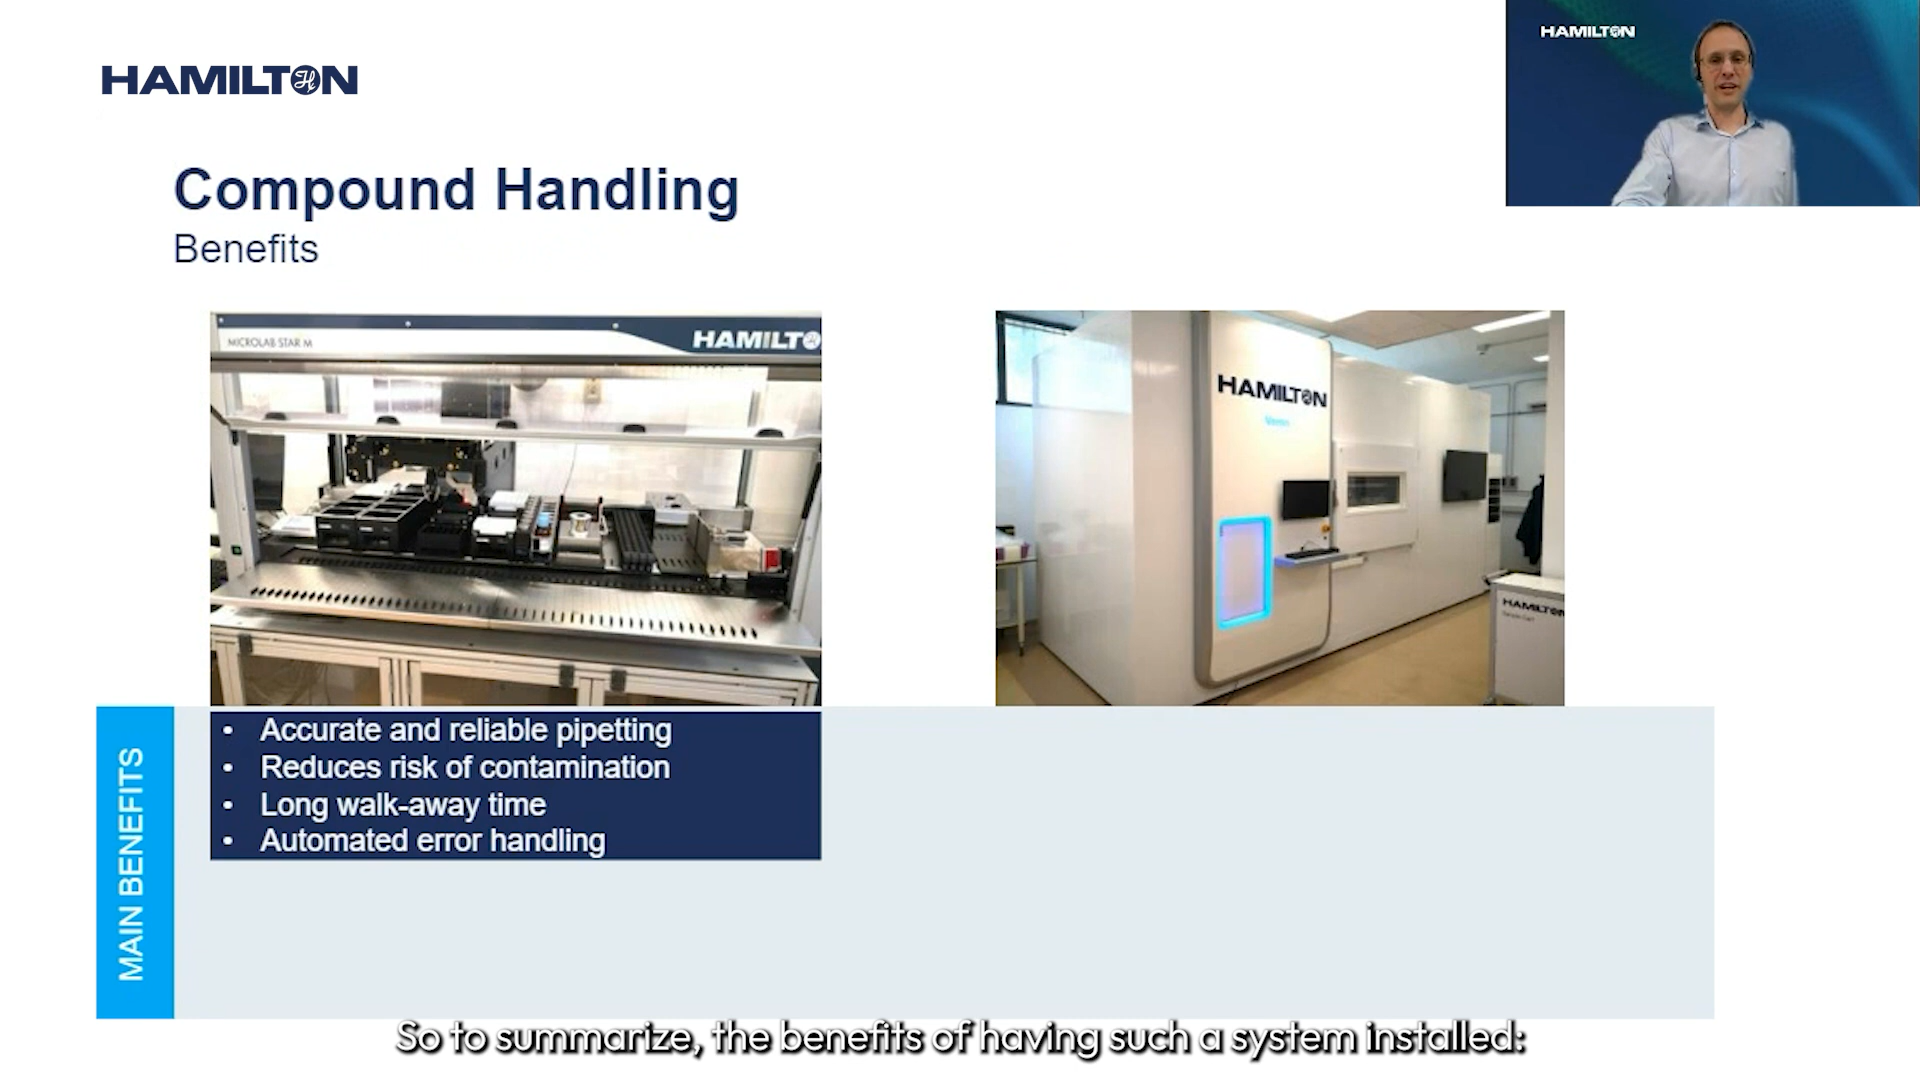 HAMILTON
HAMILTON
Compound Handling
Benefits
MICROLAB STAR M
HAMILTO
HAMILTON
HAMILTON
MAIN BENEFITS
• Accurate and reliable pipetting
• Reduces risk of contamination
• Long walk-away time
• Automated error handling
So to summarize, the benefits of having such a system installed: